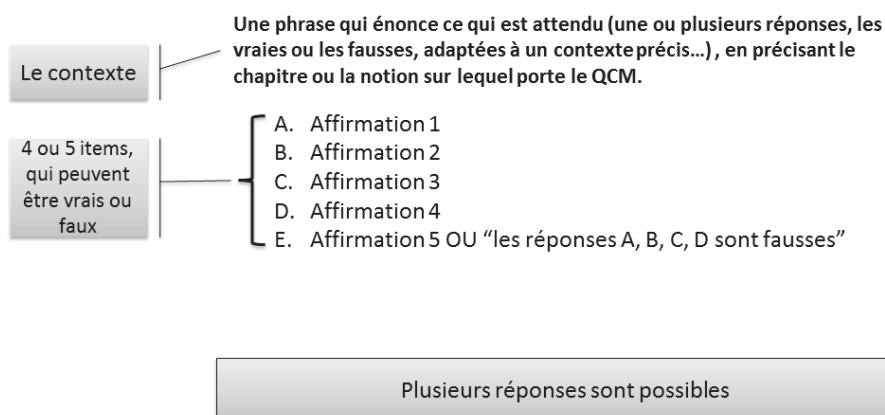 Une phrase qui énonce ce qui est attendu (une ou plusieurs réponses, les
vraies ou les fausses, adaptées à un contexte précis…), en précisant le
chapitre ou la notion sur lequel porte le QCM.
Le contexte
4 ou 5 items,
qui peuvent
être vrais ou
faux
A. Affirmation 1
B. Affirmation 2
C. Affirmation 3
D. Affirmation 4
E. Affirmation 5 OU “les réponses A, B, C, D sont fausses”
Plusieurs réponses sont possibles